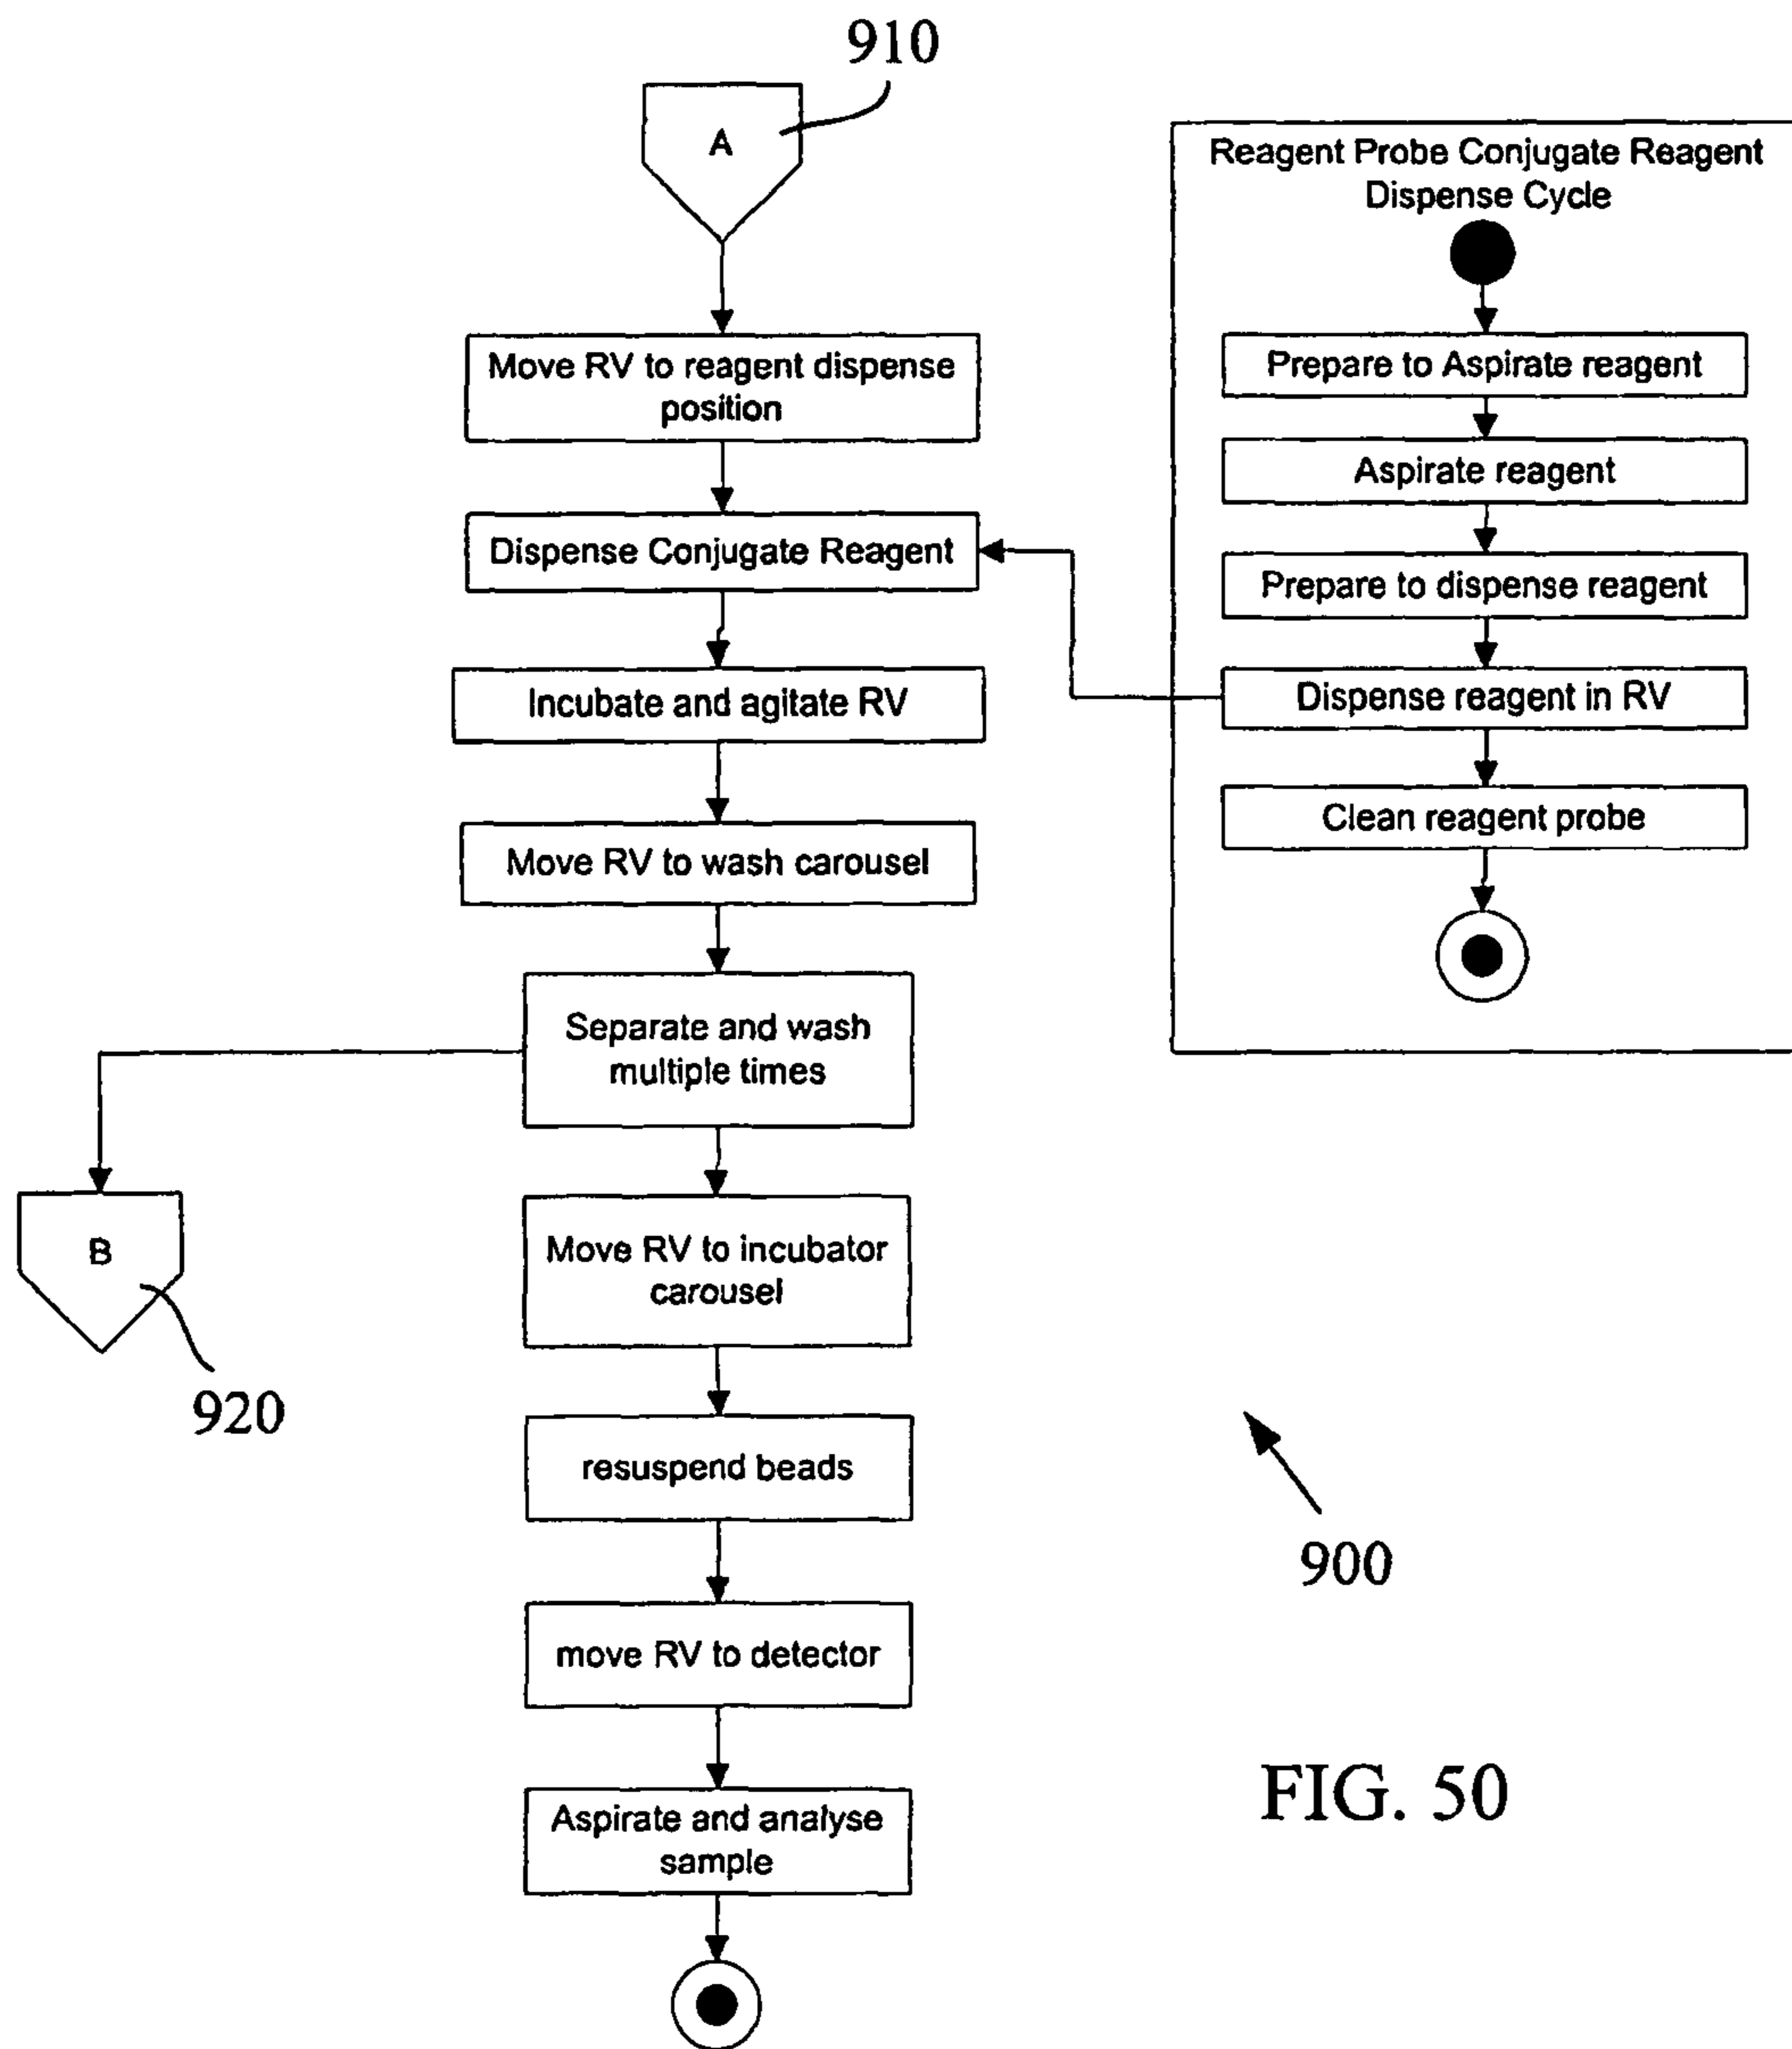 910
A
Move RV to reagent dispense
position
Dispense Conjugate Reagent
Incubate and agitate RV
Move RV to wash carousel
Separate and wash
multiple times
B
920
Move RV to incubator
carousel
resuspend beads
move RV to detector
Aspirate and analyse
sample
Reagent Probe Conjugate Reagent
Dispense Cycle
Prepare to Aspirate reagent
Aspirate reagent
Prepare to dispense reagent
Dispense reagent in RV
Clean reagent probe
900
FIG. 50